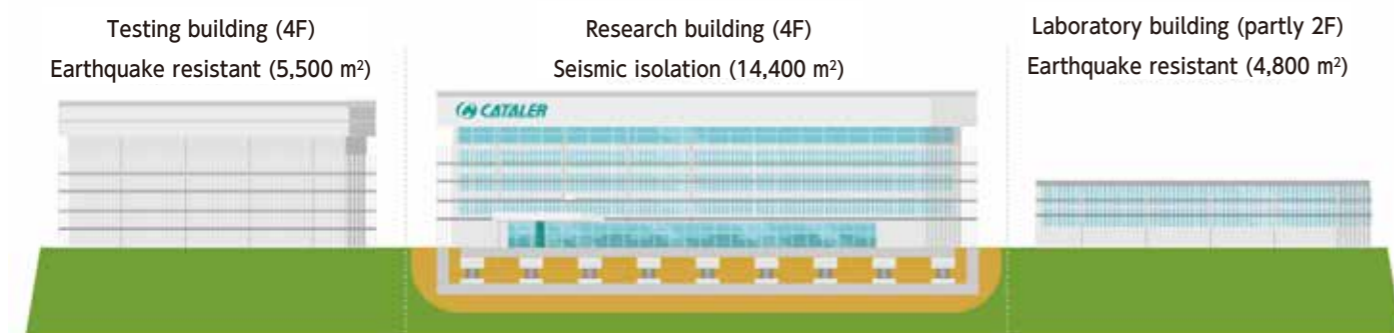 Testing building (4F)
Earthquake resistant (5,500 m²)
Research building (4F)
Seismic isolation (14,400 m²)
Laboratory building (partly 2F)
Earthquake resistant (4,800 m²)
CATALER